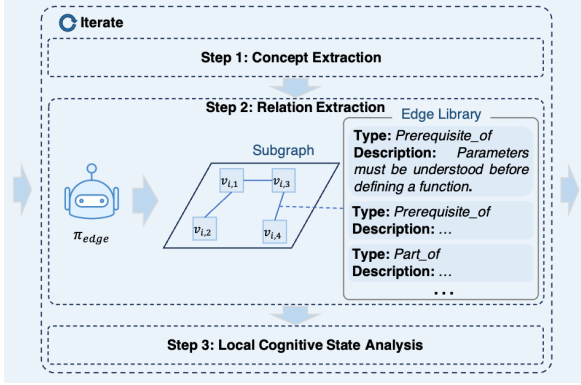 Iterate
Step 1: Concept Extraction
Step 2: Relation Extraction
Edge Library
Type: Prerequisite_of
Description: Parameters
must be understood before
defining a function.
Type: Prerequisite_of
Description: ...
Type: Part_of
Description: ...
...
Subgraph
v_{i,1}
v_{i,3}
v_{i,2}
v_{i,4}
π_{edge}
Step 3: Local Cognitive State Analysis